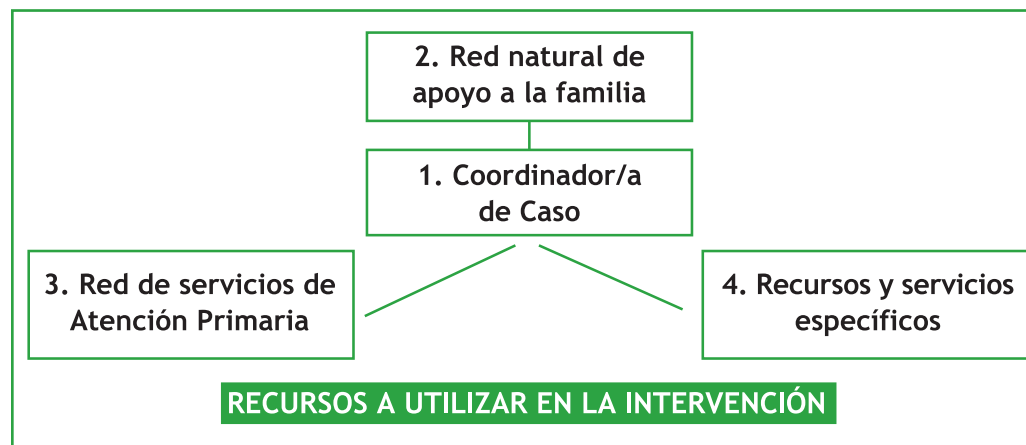 2. Red natural de
apoyo a la familia
1. Coordinador/a
de Caso
3. Red de servicios de
Atención Primaria
4. Recursos y servicios
específicos
RECURSOS A UTILIZAR EN LA INTERVENCIÓN